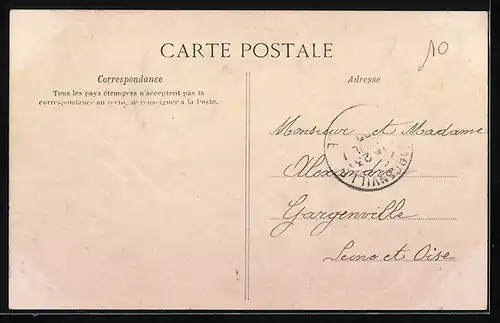 CARTE POSTALE
10
Correspondance
Tous les pays étrangers n'acceptent pas la
correspondance au recto, se renseigner à la Poste.
Adresse
Monsieur et Madame
Alexandre
Gargenville
Seine et Oise
GARGENVILLE